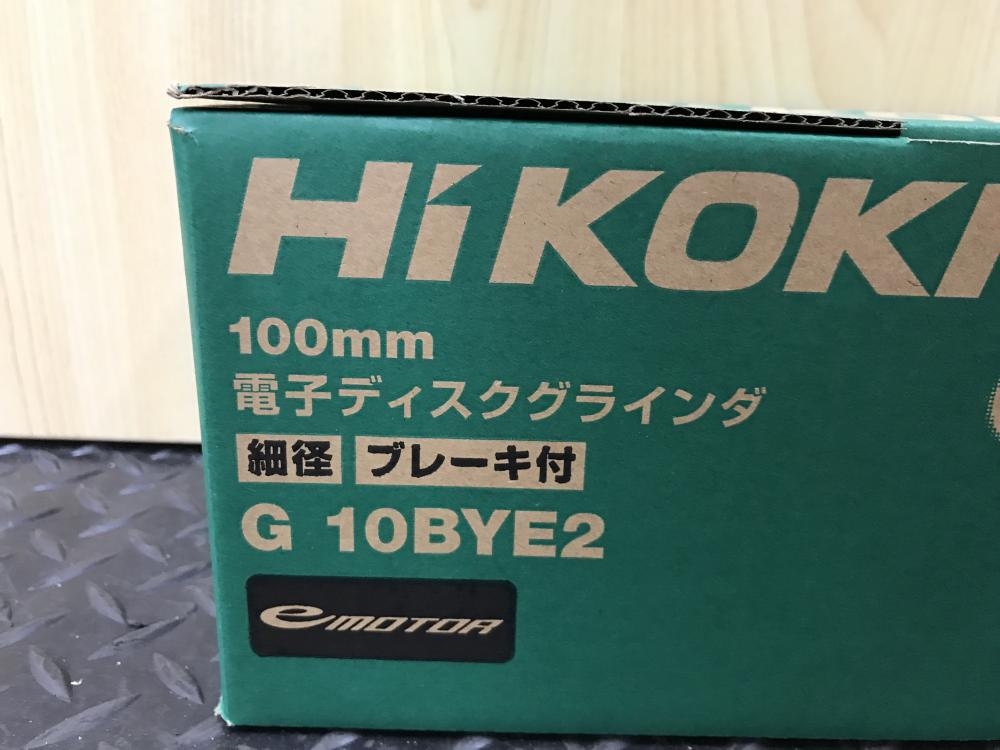 HiKOKI
100mm
電子ディスクグラインダ
細径 ブレーキ付
G 10BYE2
e MOTOR